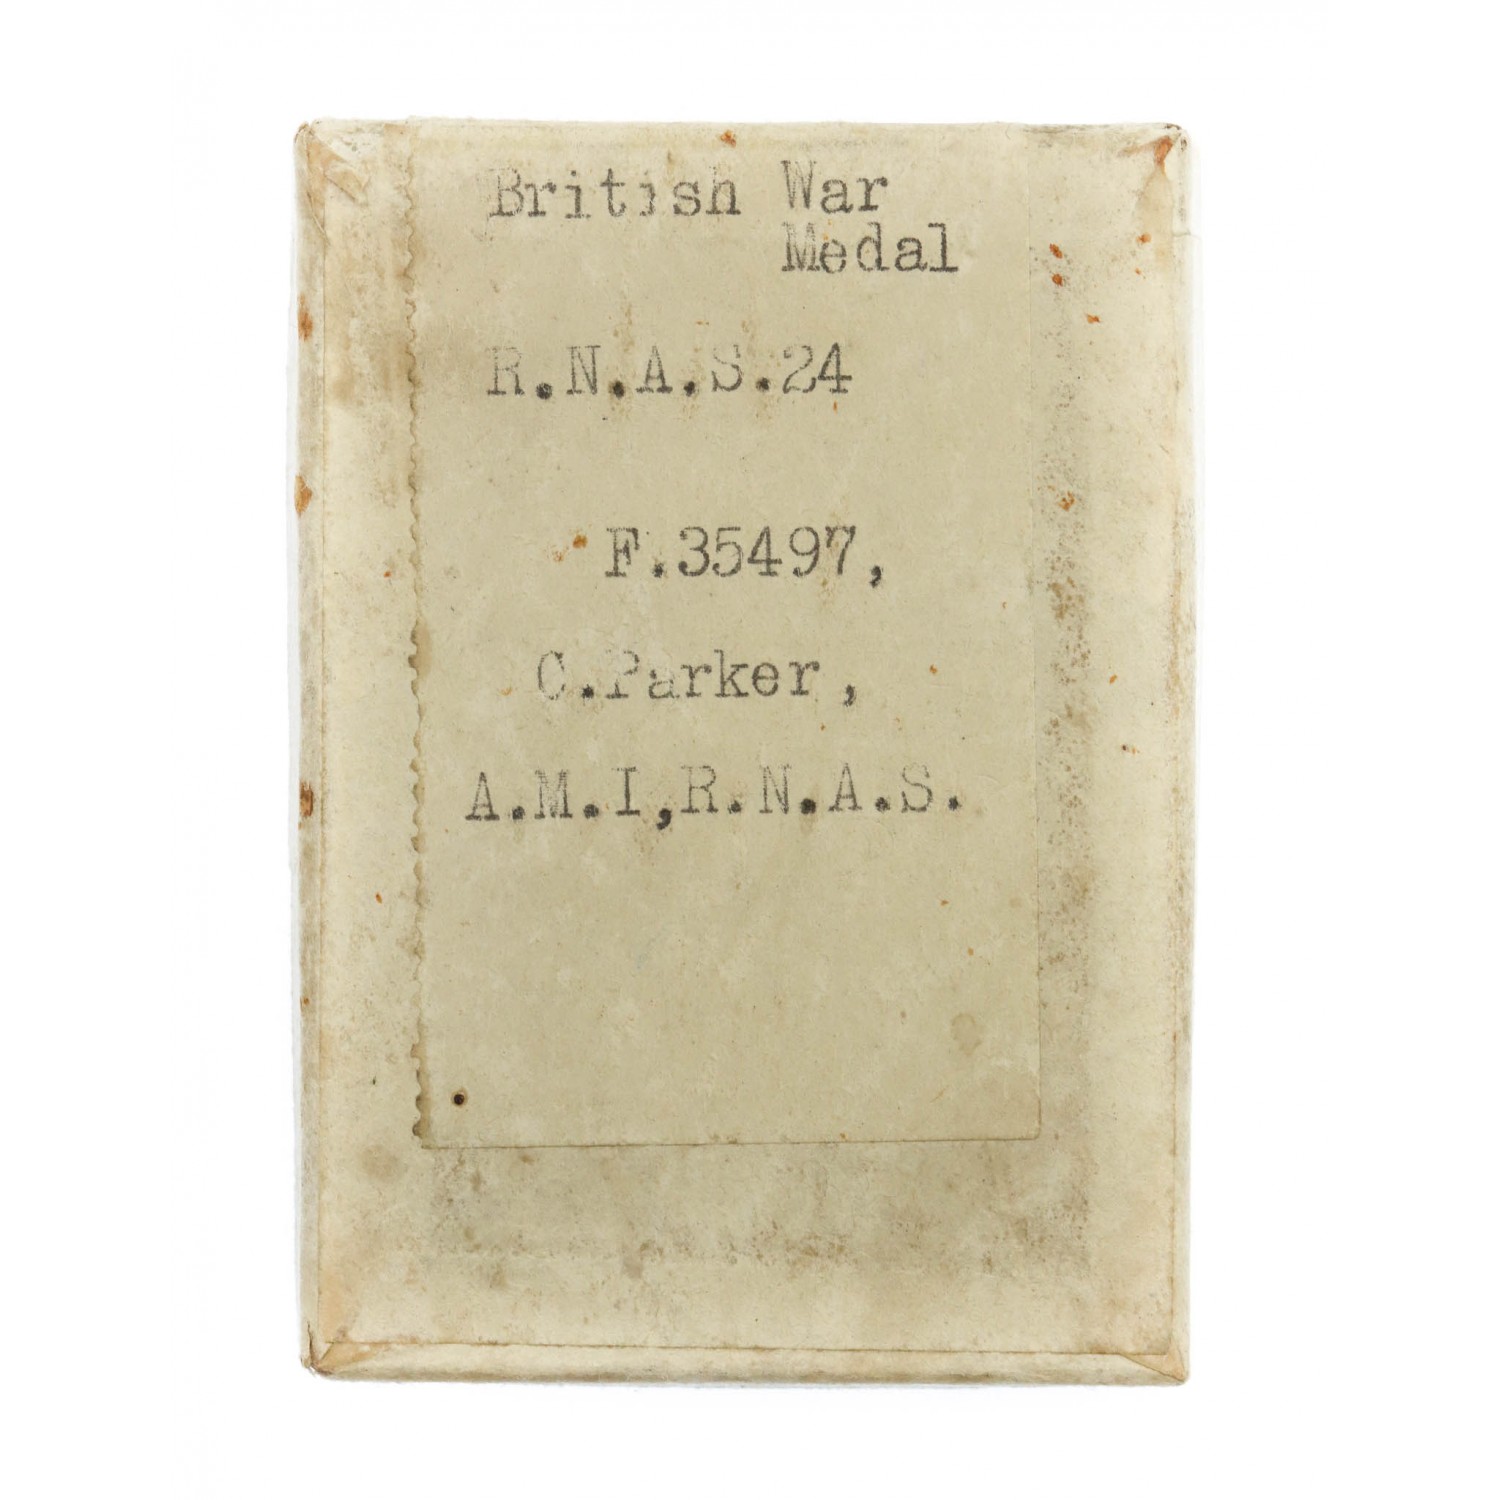 British War
Medal
R.N.A.S.24
F.35497,
C.Parker,
A.M.I,R.N.A.S.